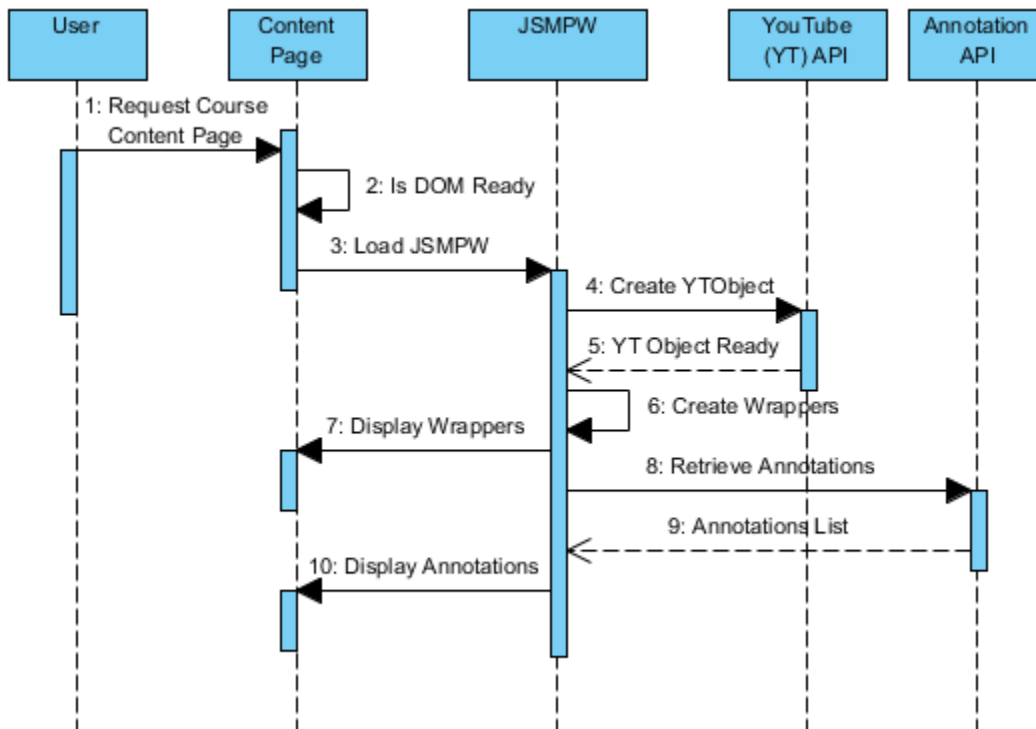 User
Content
Page
JSMPW
YouTube
(YT) API
Annotation
API
1: Request Course
Content Page
2: Is DOM Ready
3: Load JSMPW
4: Create YTObject
5: YT Object Ready
6: Create Wrappers
7: Display Wrappers
8: Retrieve Annotations
9: Annotations List
10: Display Annotations